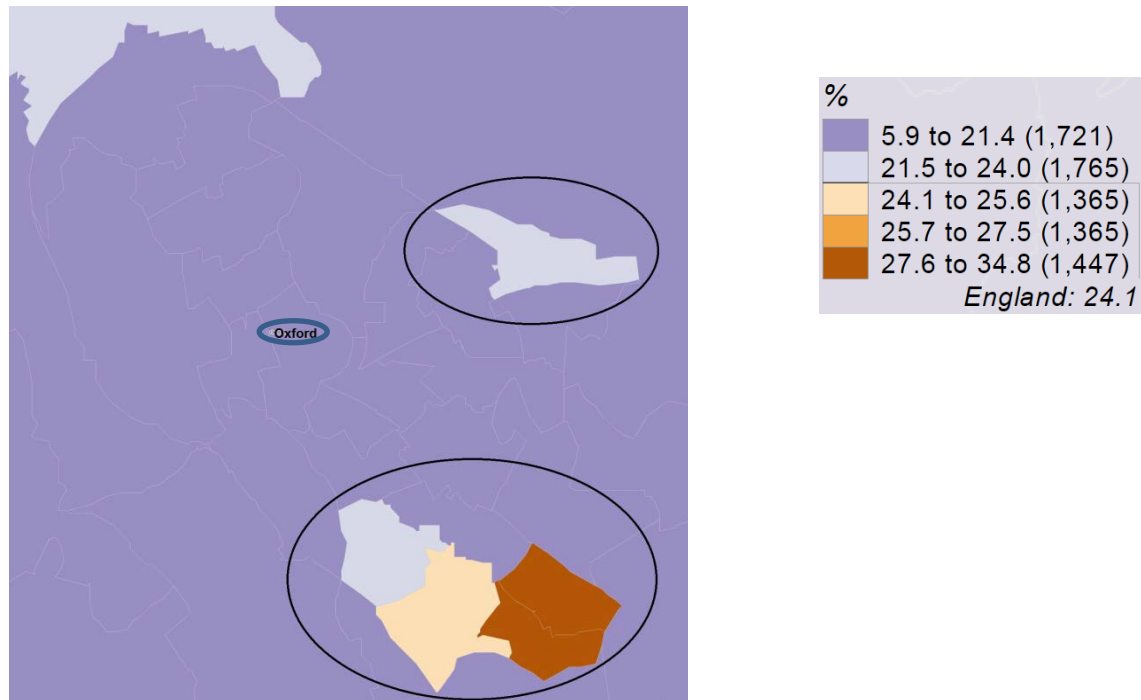 Oxford
%
5.9 to 21.4 (1,721)
21.5 to 24.0 (1,765)
24.1 to 25.6 (1,365)
25.7 to 27.5 (1,365)
27.6 to 34.8 (1,447)
England: 24.1